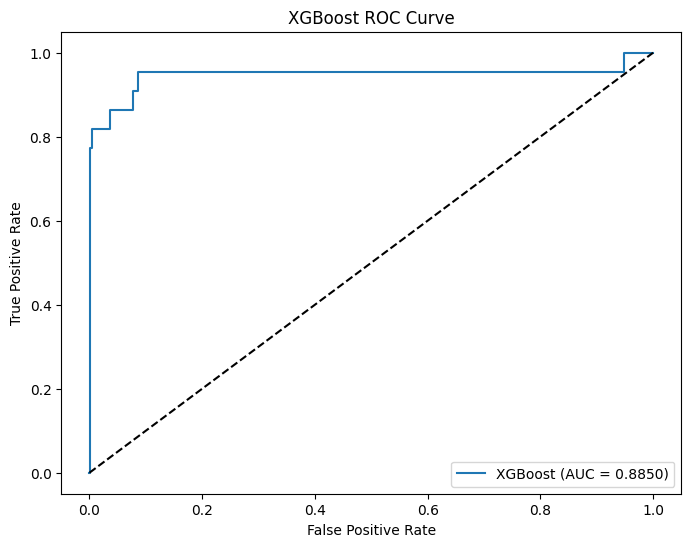 XGBoost ROC Curve
1.0
0.8
0.6
0.4
0.2
0.0
True Positive Rate
XGBoost (AUC = 0.8850)
0.0 0.2 0.4 0.6 0.8 1.0
False Positive Rate